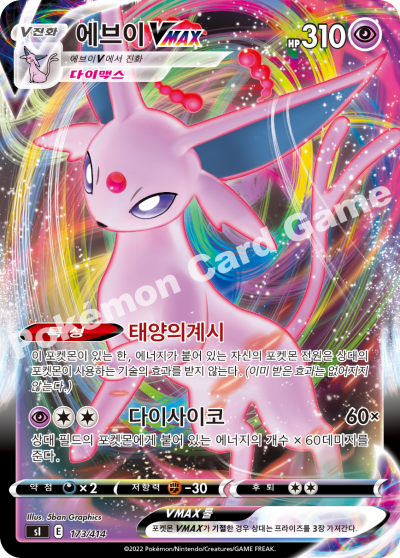 V진화
에브이 VMAX
HP 310
에브이V에서 진화
다이맥스
Pokémon Card Game
특성 태양의계시
이 포켓몬이 있는 한, 에너지가 붙어 있는 자신의 포켓몬 전원은 상대의
포켓몬이 사용하는 기술의 효과를 받지 않는다. (이미 받은 효과는 없어지지
않는다.)
다이사이코 60×
상대 필드의 포켓몬에게 붙어 있는 에너지의 개수 × 60데미지를
준다.
약점 ×2 저항력 -30 후퇴
VMAX룰
Illus. 5ban Graphics
포켓몬 VMAX가 기절한 경우 상대는 프라이즈를 3장 가져간다.
sI E 173/414
©2022 Pokémon/Nintendo/Creatures/GAME FREAK.